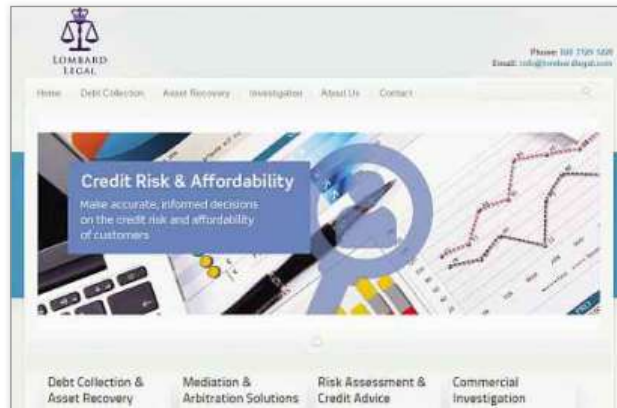 LOMBARD
LEGAL
Phone:
Email:
Home Debt Collection Asset Recovery Investigation About Us Contact
Credit Risk & Affordability
Make accurate, informed decisions
on the credit risk and affordability
of customers
Debt Collection &
Asset Recovery
Mediation &
Arbitration Solutions
Risk Assessment &
Credit Advice
Commercial
Investigation